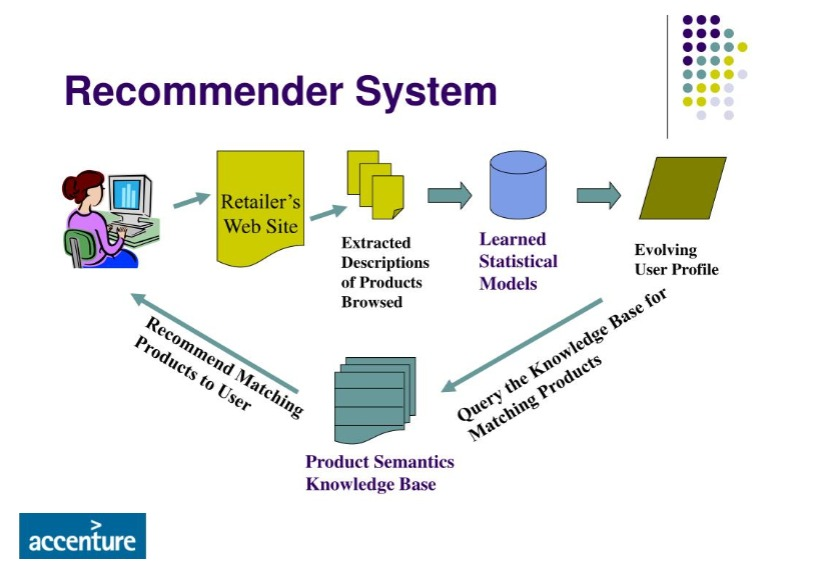 Recommender System
Retailer's
Web Site
Extracted
Descriptions
of Products
Browsed
Learned
Statistical
Models
Evolving
User Profile
Query the Knowledge Base for
Matching Products
Product Semantics
Knowledge Base
Recommend Matching
Products to User
accenture